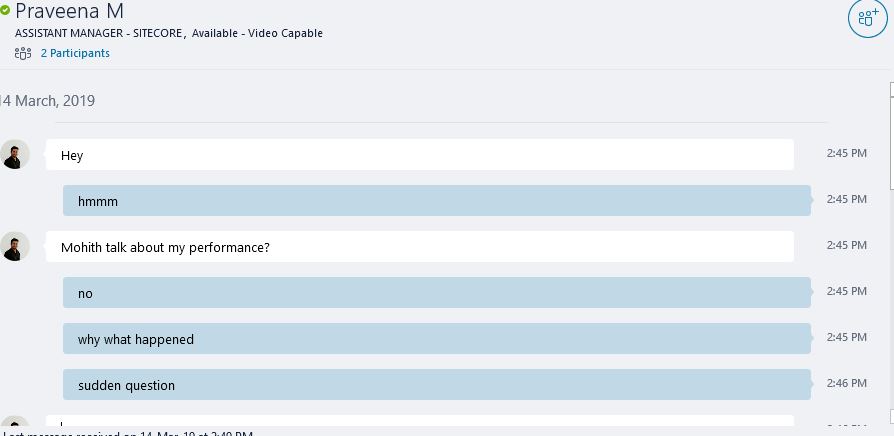 Praveena M
ASSISTANT MANAGER - SITECORE, Available - Video Capable
2 Participants
14 March, 2019
Hey
2:45 PM
hmmm
2:45 PM
Mohith talk about my performance?
2:45 PM
no
2:45 PM
why what happened
2:45 PM
sudden question
2:46 PM
Last message received on 14-Mar-19 at 2:49 PM